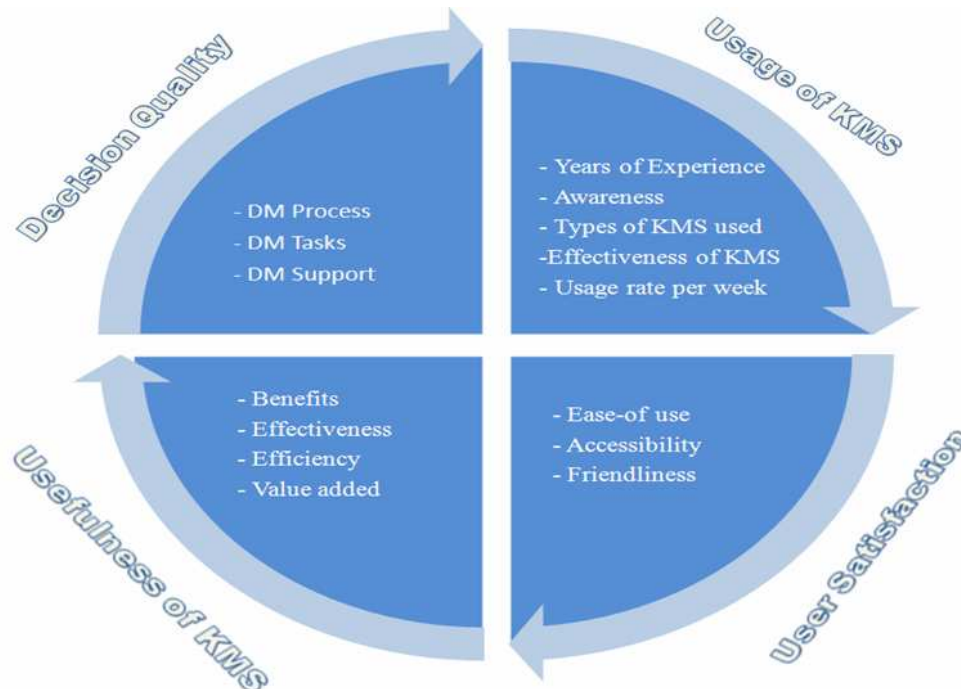 Decision Quality
- DM Process
- DM Tasks
- DM Support
Usage of KMS
- Years of Experience
- Awareness
- Types of KMS used
-Effectiveness of KMS
- Usage rate per week
Usefulness of KMS
- Benefits
- Effectiveness
- Efficiency
- Value added
User Satisfaction
- Ease-of use
- Accessibility
- Friendliness